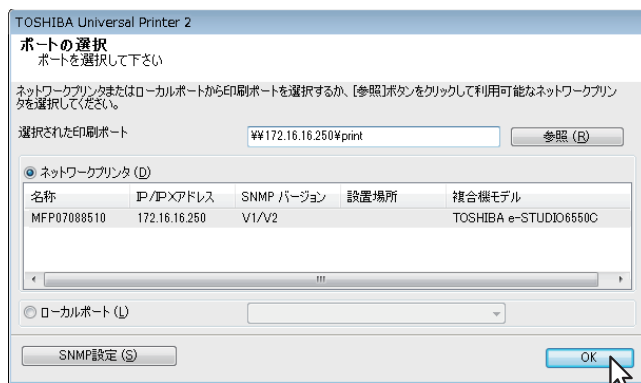 TOSHIBA Universal Printer 2
ポートの選択
ポートを選択して下さい
ネットワークプリンタまたはローカルポートから印刷ポートを選択するか、[参照]ボタンをクリックして利用可能なネットワークプリン
タを選択してください。
選択された印刷ポート ¥¥172.16.16.250¥print 参照 (R)
ネットワークプリンタ (D)
名称 IP/IPXアドレス SNMP バージョン 設置場所 複合機モデル
MFP07088510 172.16.16.250 V1/V2 TOSHIBA e-STUDIO6550C
ローカルポート (L)
SNMP設定 (S) OK